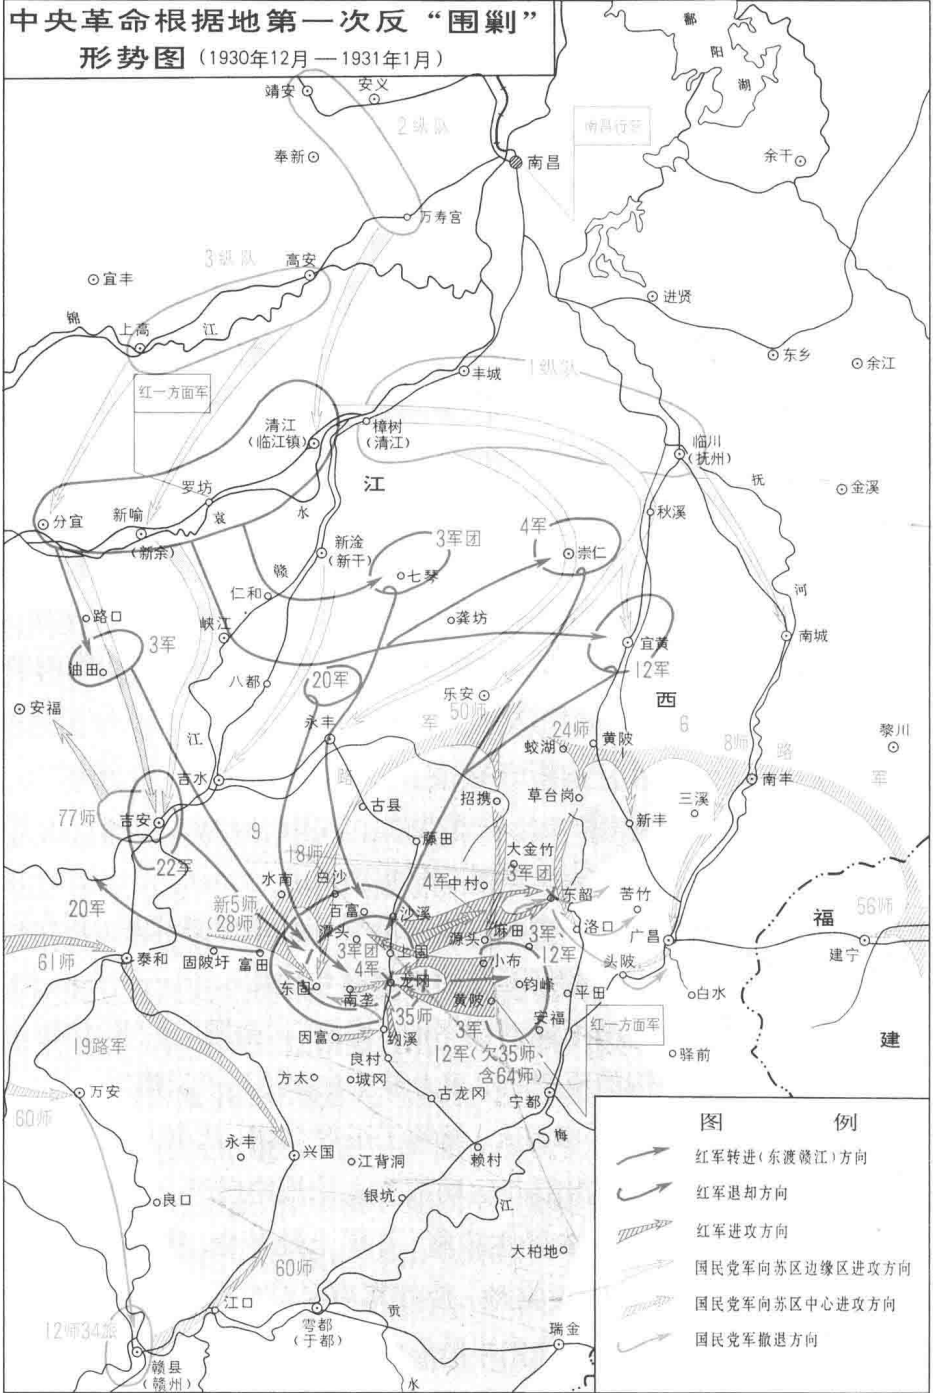 中央革命根据地第一次反“围剿”
形势图（1930年12月—1931年1月）
鄱
阳
湖
靖安
安义
2纵队
南昌行营
奉新
南昌
余干
万寿宫
3纵队
高安
宜丰
进贤
锦
上高
江
东乡
余江
丰城
1纵队
红一方面军
清江
（临江镇）
樟树
（清江）
临川
（抚州）
江
抚
金溪
罗坊
袁
水
分宜
新喻
（新余）
秋溪
新淦
（新干）
3军团
4军
崇仁
七琴
赣
仁和
河
路口
峡江
龚坊
南城
3军
宜黄
油田
12军
20军
八都
乐安
西
安福
50师
永丰
军
24师
6
黄陂
蛟湖
8师
路
黎川
江
军
吉水
路
南丰
招携
草台岗
三溪
古县
77师
吉安
9
新丰
藤田
22军
18师
大金竹
3军团
水南
白沙
4军
中村
东韶
苦竹
20军
新5师
（28师）
百富
沙溪
洛口
福
56师
潭头
麻田
3军
源头
广昌
61师
3军团
上固
12军
建宁
泰和
固陂圩
富田
4军
小布
头陂
东固
龙冈
钧峰
平田
白水
南垄
黄陂
35师
安福
红一方面军
建
19路军
因富
纳溪
3军
驿前
良村
12军（欠35师、
含64师）
方太
城冈
万安
古龙冈
宁都
60师
图　例
永丰
兴国
梅
江背洞
赖村
红军转进（东渡赣江）方向
良口
银坑
江
红军退却方向
红军进攻方向
大柏地
60师
国民党军向苏区边缘区进攻方向
江口
国民党军向苏区中心进攻方向
12师34旅
雩都
（于都）
贡
瑞金
国民党军撤退方向
赣县
（赣州）
水